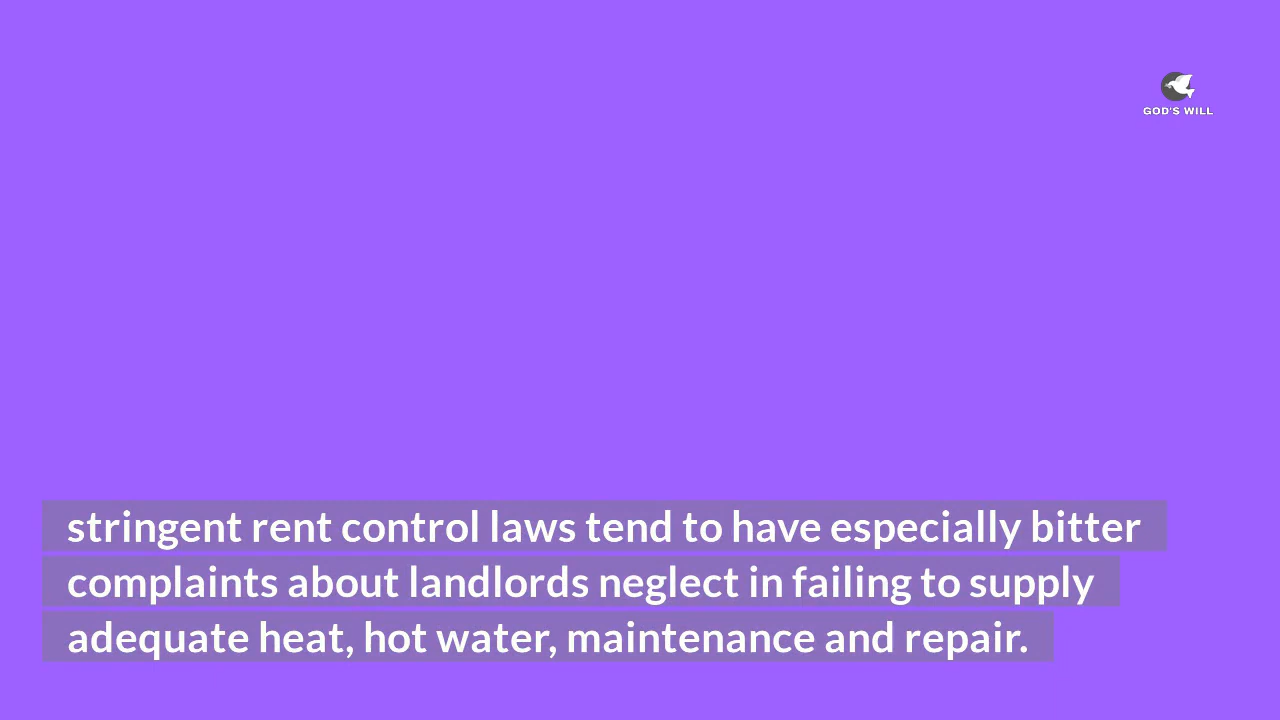 GOD'S WILL
stringent rent control laws tend to have especially bitter
complaints about landlords neglect in failing to supply
adequate heat, hot water, maintenance and repair.